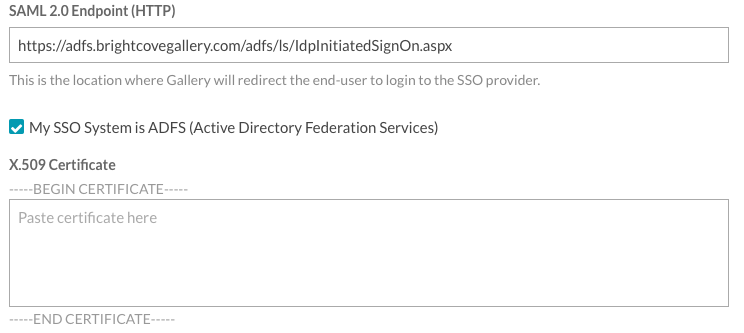 SAML 2.0 Endpoint (HTTP)
https://adfs.brightcovegallery.com/adfs/ls/IdpInitiatedSignOn.aspx
This is the location where Gallery will redirect the end-user to login to the SSO provider.
My SSO System is ADFS (Active Directory Federation Services)
X.509 Certificate
-----BEGIN CERTIFICATE-----
Paste certificate here
-----END CERTIFICATE-----